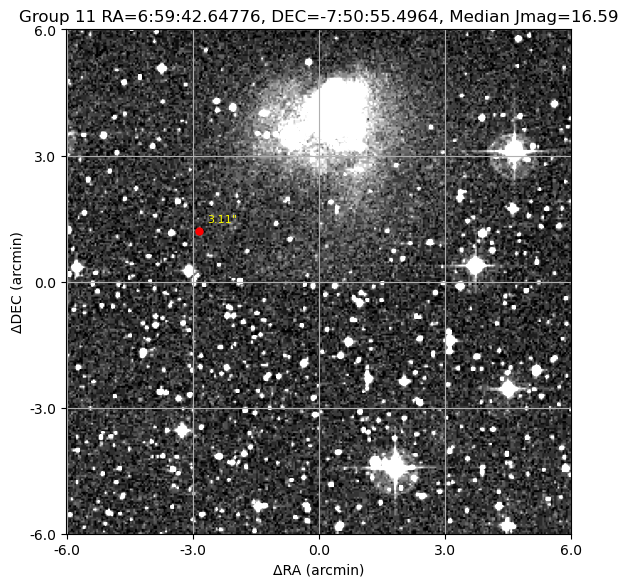 Group 11 RA=6:59:42.64776, DEC=-7:50:55.4964, Median Jmag=16.59
6.0
3.0
3.11"
0.0
ΔDEC (arcmin)
-3.0
-6.0
-6.0 -3.0 0.0 3.0 6.0
ΔRA (arcmin)